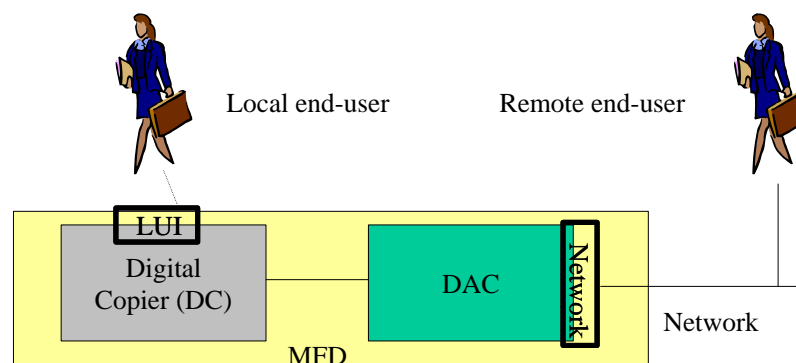 Local end-user
Remote end-user
LUI
Digital
Copier (DC)
DAC
Network
Network
MFD